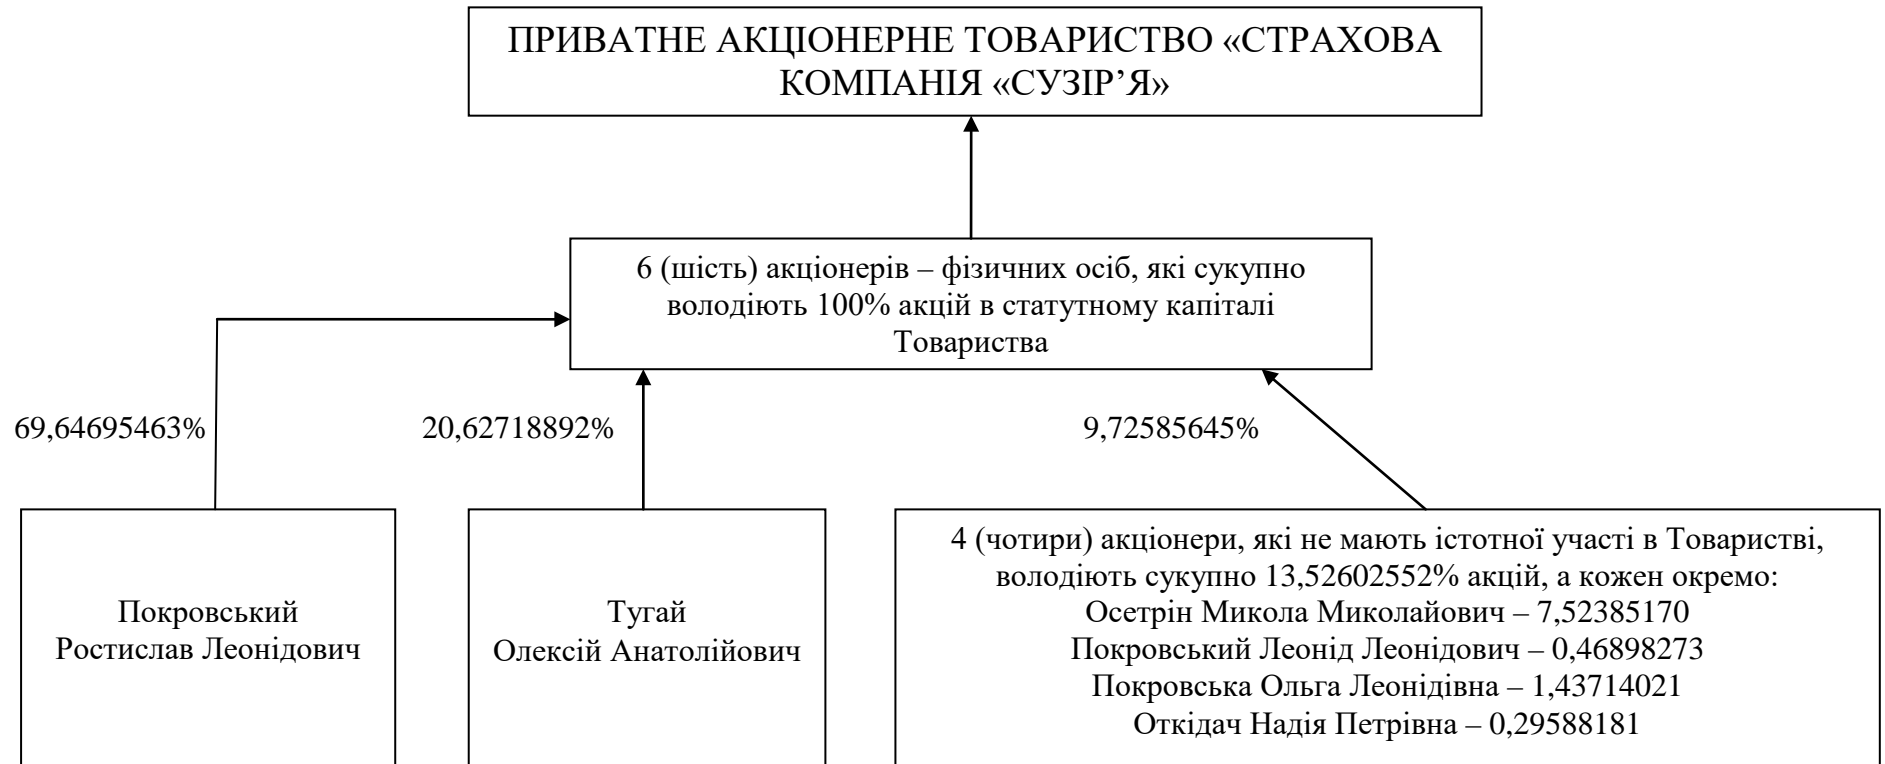 ПРИВАТНЕ АКЦІОНЕРНЕ ТОВАРИСТВО «СТРАХОВА
КОМПАНІЯ «СУЗІР’Я»
6 (шість) акціонерів – фізичних осіб, які сукупно
володіють 100% акцій в статутному капіталі
Товариства
69,64695463%
20,62718892%
9,72585645%
Покровський
Ростислав Леонідович
Тугай
Олексій Анатолійович
4 (чотири) акціонери, які не мають істотної участі в Товаристві,
володіють сукупно 13,52602552% акцій, а кожен окремо:
Осетрін Микола Миколайович – 7,52385170
Покровський Леонід Леонідович – 0,46898273
Покровська Ольга Леонідівна – 1,43714021
Откідач Надія Петрівна – 0,29588181